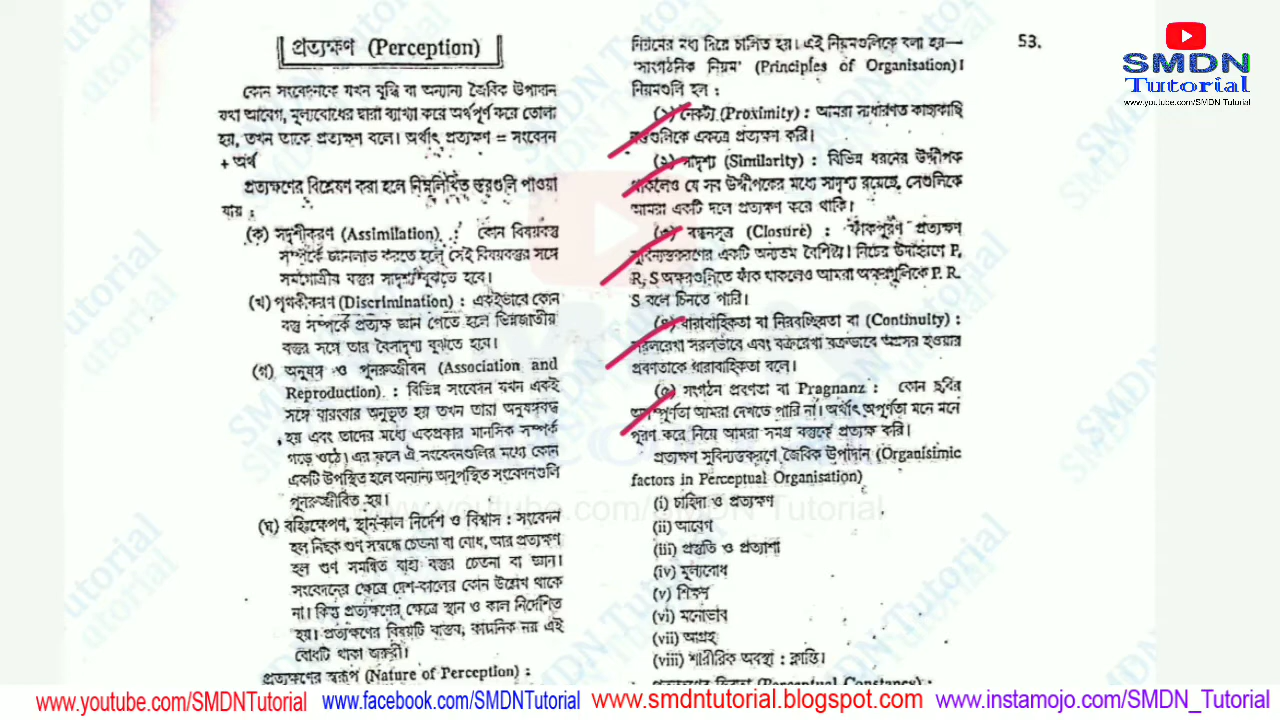 প্রত্যক্ষণ (Perception)
কোন সংবেদনকে যখন বুদ্ধি বা অন্যান্য জৈবিক উপাদান
যথা আবেগ, মূল্যবোধের দ্বারা ব্যাখ্যা করে অর্থপূর্ণ করে তোলা
হয়, তখন তাকে প্রত্যক্ষণ বলে। অর্থাৎ প্রত্যক্ষণ = সংবেদন
+ অর্থ
প্রত্যক্ষণের বিশ্লেষণ করা হলে নিম্নলিখিত স্তরগুলি পাওয়া
যায় :
(ক) সদৃশীকরণ (Assimilation) : কোন বিষয়বস্তু
সম্পর্কে জ্ঞানলাভ করতে হলে সেই বিষয়বস্তুর সঙ্গে
সমগোত্রীয় বস্তুর সাদৃশ্য বুঝতে হবে।
(খ) পৃথকীকরণ (Discrimination) : একইভাবে কোন
বস্তু সম্পর্কে প্রত্যক্ষ জ্ঞান পেতে হলে ভিন্নজাতীয়
বস্তুর সঙ্গে তার বৈসাদৃশ্য বুঝতে হবে।
(গ) অনুষঙ্গ ও পুনরুজ্জীবন (Association and
Reproduction) : বিভিন্ন সংবেদন যখন একই
সঙ্গে বারংবার অনুভূত হয় তখন তারা অনুষঙ্গবদ্ধ
হয় এবং তাদের মধ্যে একপ্রকার মানসিক সম্পর্ক
গড়ে ওঠে। এর ফলে ঐ সংবেদনগুলির মধ্যে কোন
একটি উপস্থিত হলে অন্যান্য অনুপস্থিত সংবেদনগুলি
পুনরুজ্জীবিত হয়।
(ঘ) বহিঃক্ষেপণ, স্থান-কাল নির্দেশ ও বিশ্বাস : সংবেদন
হল নিছক গুণ সম্বন্ধে চেতনা বা বোধ, আর প্রত্যক্ষণ
হল গুণ সমন্বিত বাহ্য বস্তুর চেতনা বা জ্ঞান।
সংবেদনের ক্ষেত্রে দেশ-কালের কোন উল্লেখ থাকে
না। কিন্তু প্রত্যক্ষণের ক্ষেত্রে স্থান ও কাল নির্দেশিত
হয়। প্রত্যক্ষণের বিষয়টি বাস্তব, কাল্পনিক নয় এই
বোধটি থাকা জরুরী।
প্রত্যক্ষণের স্বরূপ (Nature of Perception) :
নিয়মের মধ্য দিয়ে চালিত হয়। এই নিয়মগুলিকে বলা হয়—
'সাংগঠনিক নিয়ম' (Principles of Organisation)।
নিয়মগুলি হল :
(১) নৈকট্য (Proximity) : আমরা সাধারণত কাছাকাছি
বস্তুগুলিকে একত্রে প্রত্যক্ষণ করি।
(২) সাদৃশ্য (Similarity) : বিভিন্ন ধরনের উদ্দীপক
থাকলেও যে সব উদ্দীপকের মধ্যে সাদৃশ্য রয়েছে, সেগুলিকে
আমরা একটি দলে প্রত্যক্ষণ করে থাকি।
(৩) বন্ধনসূত্র (Closure) : ফাঁকপূরণ প্রত্যক্ষণ
সুবিন্যস্তকরণের একটি অন্যতম বৈশিষ্ট্য। নিচের উদাহরণে P,
R, S অক্ষরগুলিতে ফাঁক থাকলেও আমরা অক্ষরগুলিকে P. R.
S বলে চিনতে পারি।
(৪) ধারাবাহিকতা বা নিরবচ্ছিন্নতা বা (Continuity) :
সরলরেখা সরলভাবে এবং বক্ররেখা বক্রভাবে অগ্রসর হওয়ার
প্রবণতাকে ধারাবাহিকতা বলে।
(৫) সংগঠন প্রবণতা বা Pragnanz : কোন ছবির
অসম্পূর্ণতা আমরা দেখতে পারি না। অর্থাৎ অপূর্ণতা মনে মনে
পূরণ করে নিয়ে আমরা সমগ্র বস্তুকে প্রত্যক্ষ করি।
প্রত্যক্ষণ সুবিন্যস্তকরণে জৈবিক উপাদান (Organisimic
factors in Perceptual Organisation)
(i) চাহিদা ও প্রত্যক্ষণ
(ii) আবেগ
(iii) প্রস্তুতি ও প্রত্যাশা
(iv) মূল্যবোধ
(v) শিক্ষণ
(vi) মনোভাব
(vii) আগ্রহ
(viii) শারীরিক অবস্থা : ক্লান্তি।
53.
SMDN
Tutorial
www.youtube.com/SMDN Tutorial
www.youtube.com/SMDN Tutorial
www.youtube.com/SMDNTutorial www.facebook.com/SMDNTutorial www.smdntutorial.blogspot.com www.instamojo.com/SMDN_Tutorial